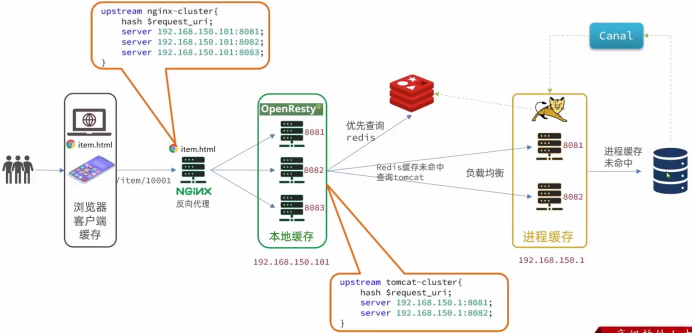 upstream nginx-cluster{
hash $request_uri;
server 192.168.150.101:8081;
server 192.168.150.101:8082;
server 192.168.150.101:8083;
}
Canal
item.html
浏览器
客户端
缓存
/item/10001
item.html
NGINX
反向代理
OpenResty
8081
8082
8083
本地缓存
192.168.150.101
优先查询
redis
Redis缓存未命中
查询tomcat
负载均衡
8081
8082
进程缓存
192.168.150.1
进程缓存
未命中
upstream tomcat-cluster{
hash $request_uri;
server 192.168.150.1:8081;
server 192.168.150.1:8082;
}